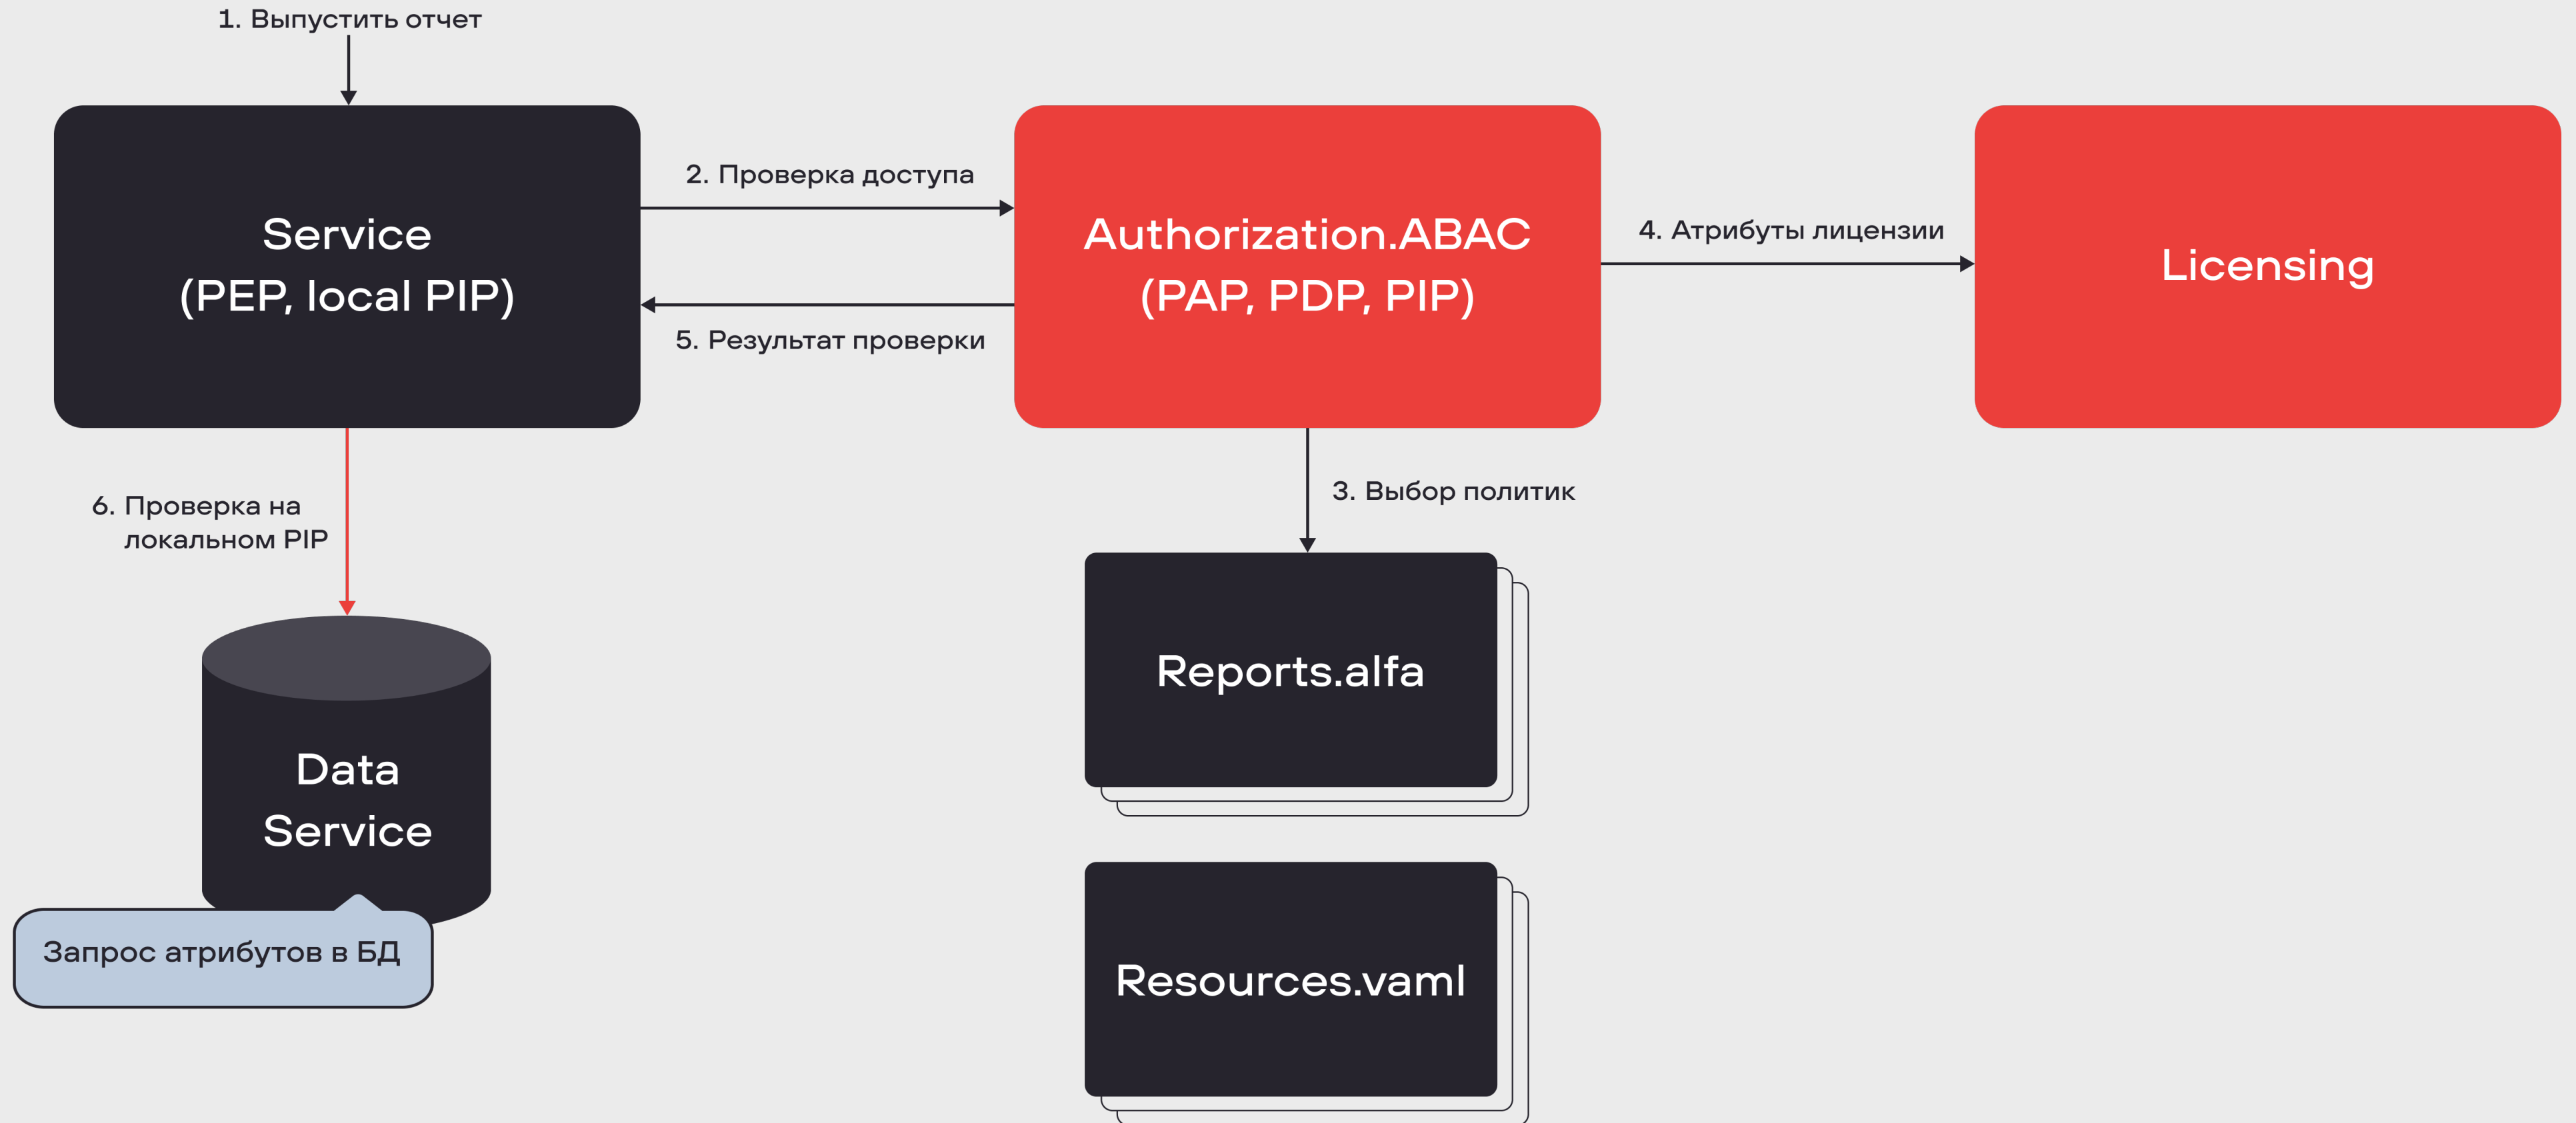 1. Выпустить отчет
Service
(PEP, local PIP)
2. Проверка доступа
5. Результат проверки
Authorization.ABAC
(PAP, PDP, PIP)
4. Атрибуты лицензии
Licensing
6. Проверка на
локальном PIP
3. Выбор политик
Data
Service
Запрос атрибутов в БД
Reports.alfa
Resources.vaml